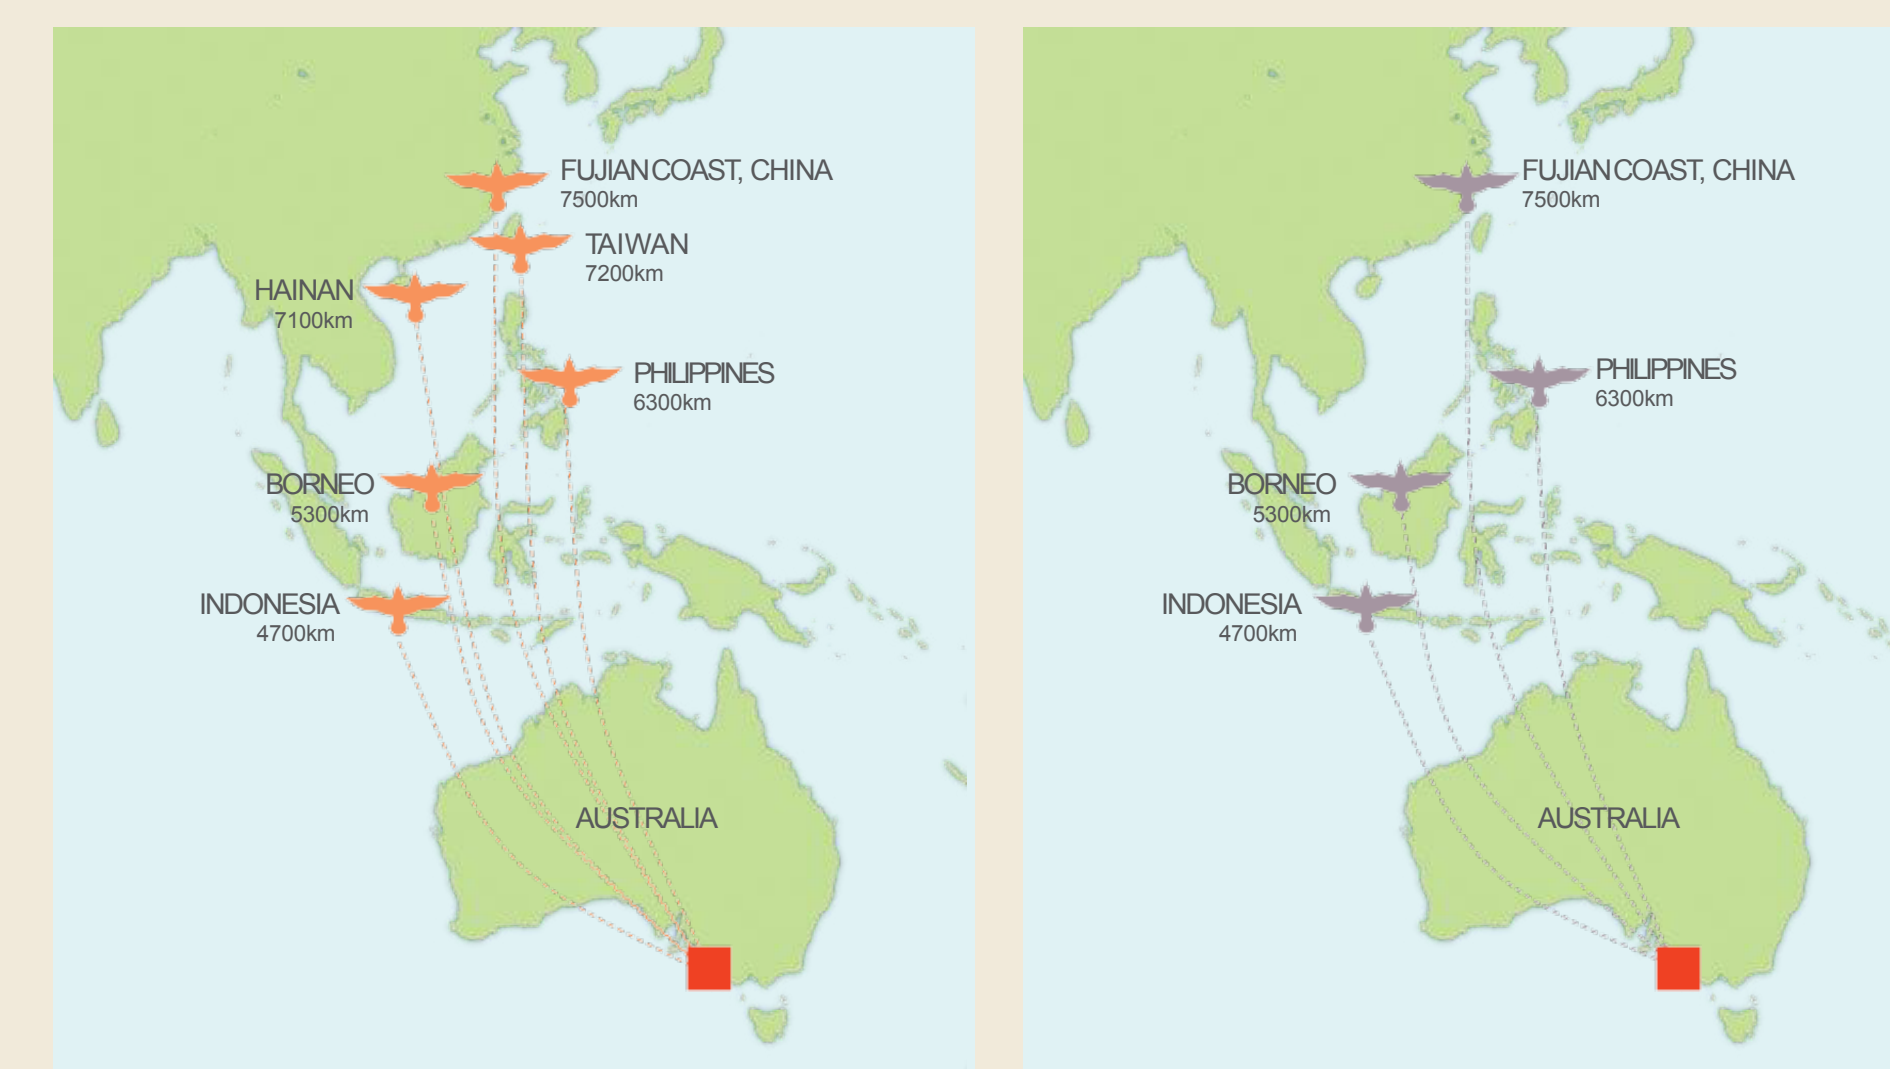 FUJIAN COAST, CHINA
7500km
TAIWAN
7200km
HAINAN
7100km
PHILIPPINES
6300km
BORNEO
5300km
INDONESIA
4700km
AUSTRALIA
FUJIAN COAST, CHINA
7500km
PHILIPPINES
6300km
BORNEO
5300km
INDONESIA
4700km
AUSTRALIA